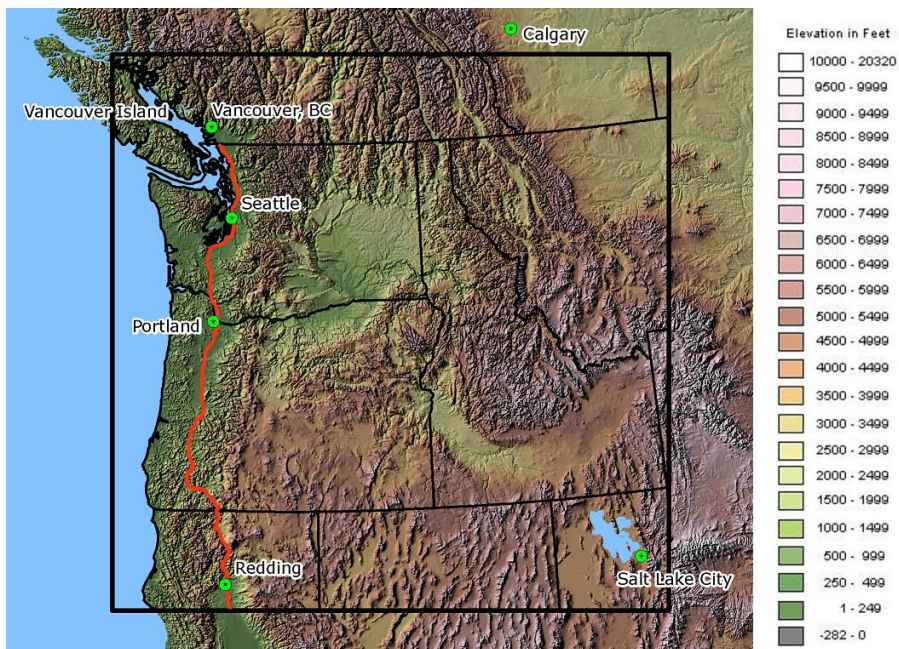 Calgary
Vancouver Island
Vancouver, BC
Seattle
Portland
Redding
Salt Lake City
Elevation in Feet
10000 - 20320
9500 - 9999
9000 - 9499
8500 - 8999
8000 - 8499
7500 - 7999
7000 - 7499
6500 - 6999
6000 - 6499
5500 - 5999
5000 - 5499
4500 - 4999
4000 - 4499
3500 - 3999
3000 - 3499
2500 - 2999
2000 - 2499
1500 - 1999
1000 - 1499
500 - 999
250 - 499
1 - 249
-282 - 0